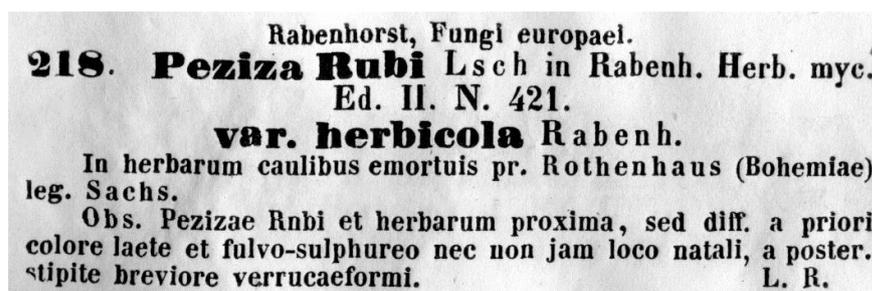 Rabenhorst, Fungi europaei.
218. Peziza Rubi Lsch in Rabenh. Herb. myc.
Ed. II. N. 421.
var. herbicola Rabenh.
In herbarum caulibus emortuis pr. Rothenhaus (Bohemiae)
leg. Sachs.
Obs. Pezizae Rnbi et herbarum proxima, sed diff. a priori
colore laete et fulvo-sulphureo nec non jam loco natali, a poster.
stipite breviore verrucaeformi. L. R.